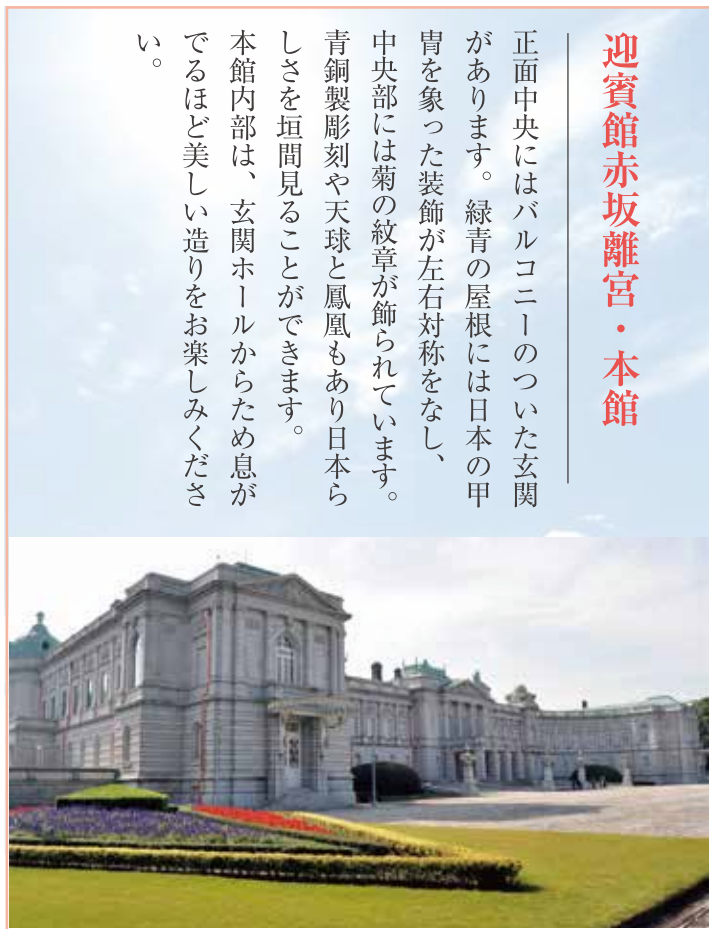 迎賓館赤坂離宮・本館
正面中央にはバルコニーのついた玄関
があります。緑青の屋根には日本の甲
冑を象った装飾が左右対称をなし、
中央部には菊の紋章が飾られています。
青銅製彫刻や天球と鳳凰もあり日本ら
しさを垣間見ることができます。
本館内部は、玄関ホールからため息が
でるほど美しい造りをお楽しみくださ
い。